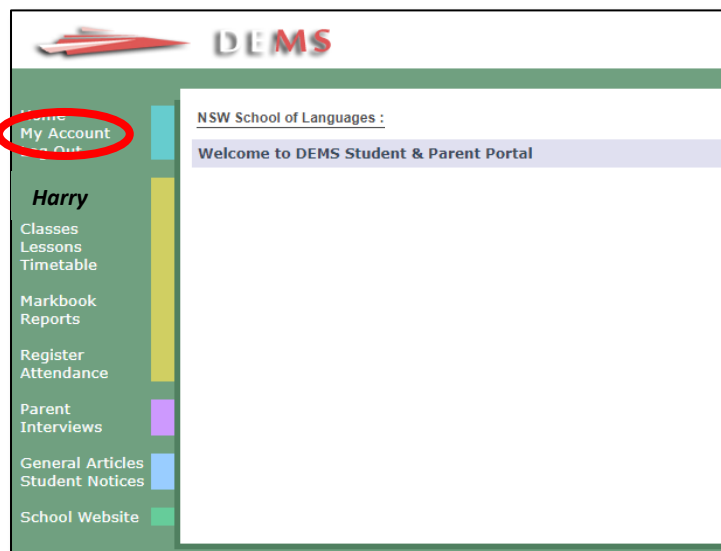 DEMS
Home
My Account
Log Out
Harry
Classes
Lessons
Timetable
Markbook
Reports
Register
Attendance
Parent
Interviews
General Articles
Student Notices
School Website
NSW School of Languages :
Welcome to DEMS Student & Parent Portal